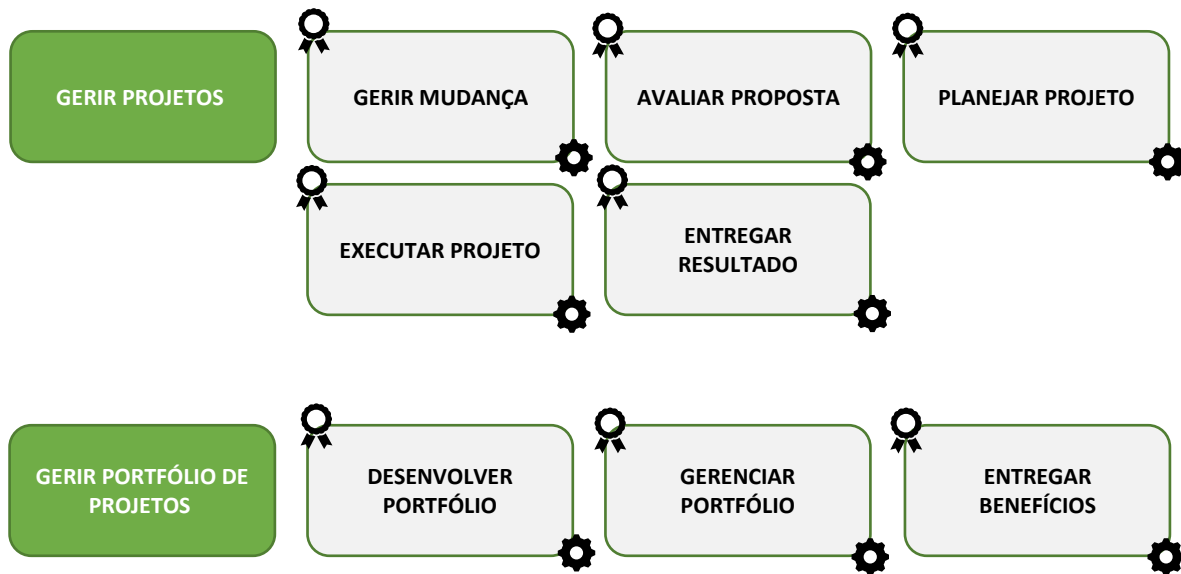 GERIR PROJETOS
GERIR MUDANÇA
AVALIAR PROPOSTA
PLANEJAR PROJETO
EXECUTAR PROJETO
ENTREGAR
RESULTADO
GERIR PORTFÓLIO DE
PROJETOS
DESENVOLVER
PORTFÓLIO
GERENCIAR
PORTFÓLIO
ENTREGAR
BENEFÍCIOS